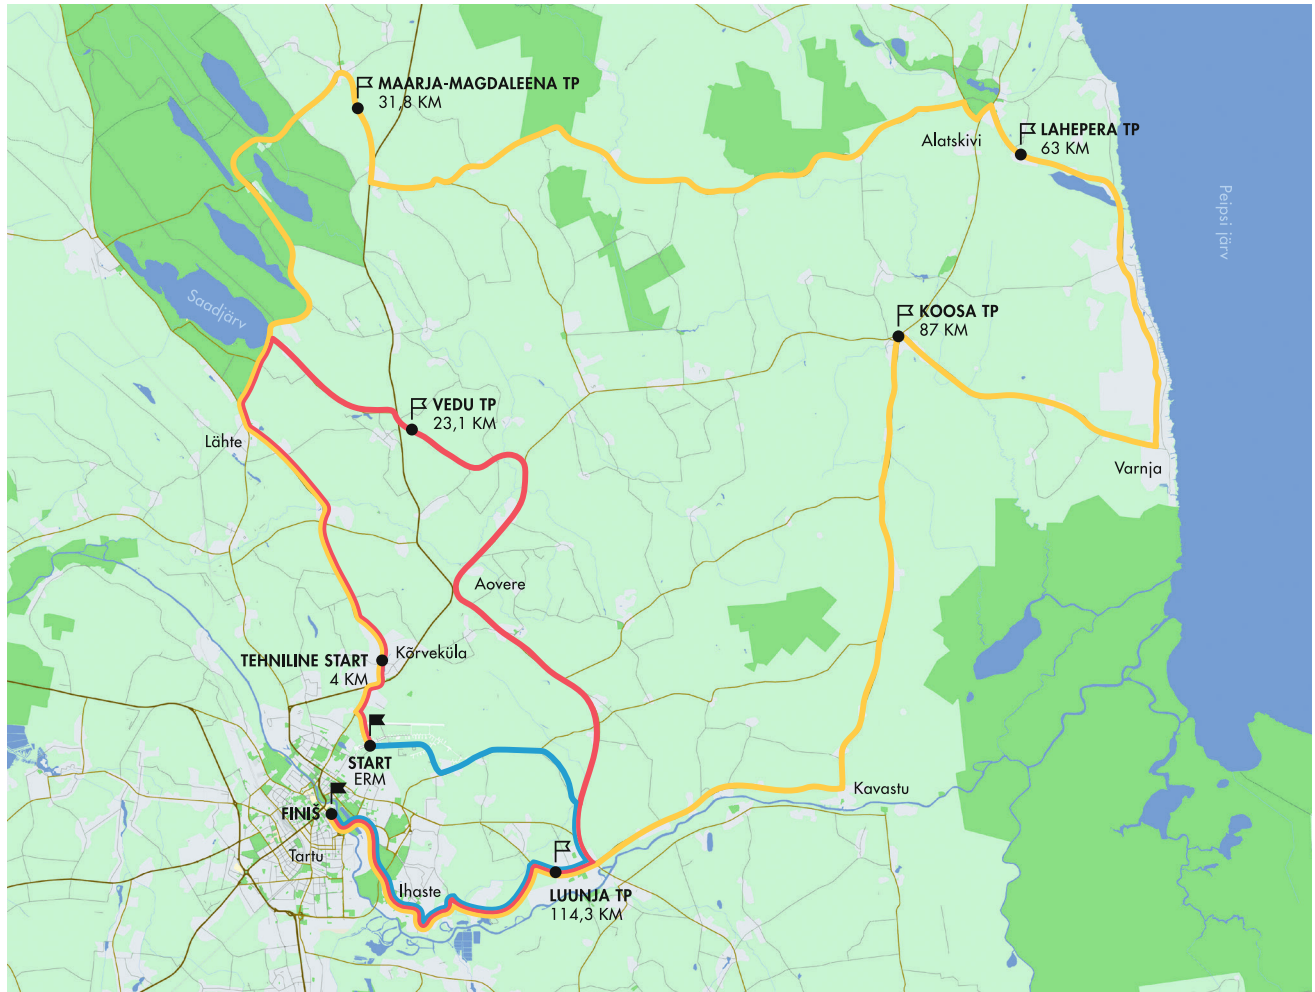 MAARJA-MAGDALEENA TP
31,8 KM
Alatskivi
LAHEPERA TP
63 KM
Peipsi järv
Saadjärv
KOOSA TP
87 KM
VEDU TP
23,1 KM
Lähte
Varnja
Aovere
Kõrveküla
TEHNILINE START
4 KM
START
ERM
Kavastu
FINIŠ
Tartu
Ihaste
LUUNJA TP
114,3 KM